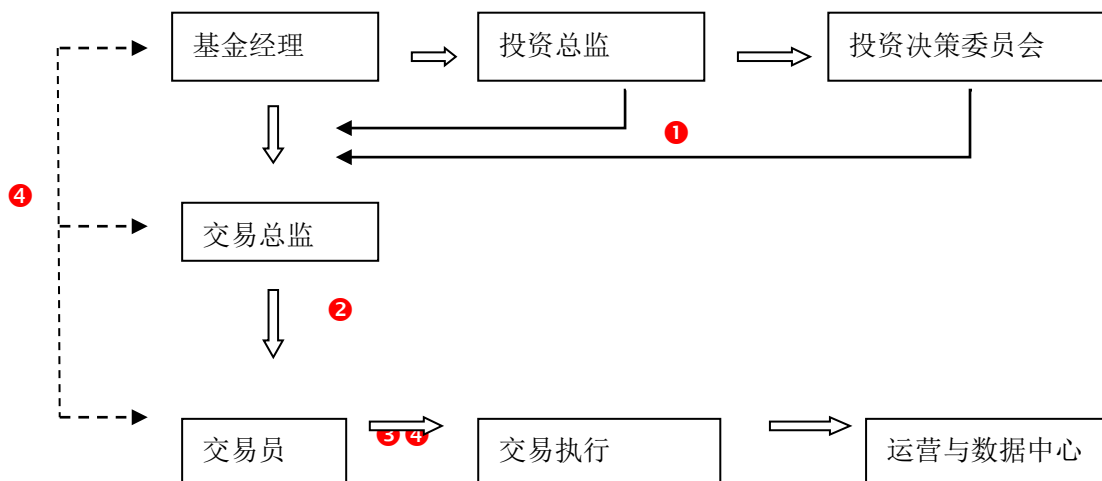 基金经理
投资总监
投资决策委员会
❶
❹
交易总监
❷
交易员
❸❹
交易执行
运营与数据中心